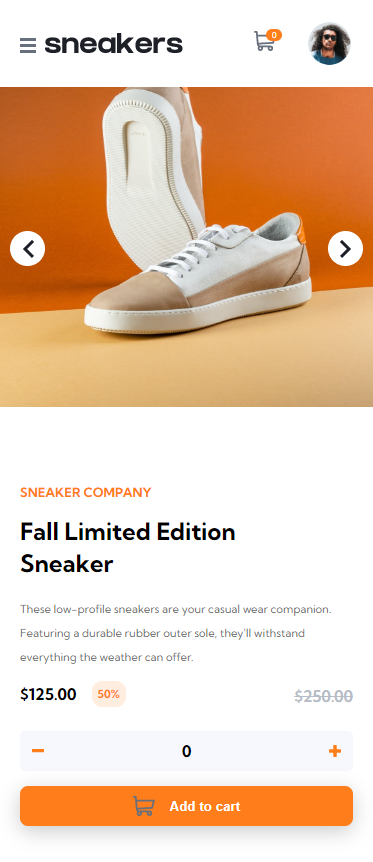 sneakers
0
SNEAKER COMPANY
Fall Limited Edition
Sneaker
These low-profile sneakers are your casual wear companion.
Featuring a durable rubber outer sole, they'll withstand
everything the weather can offer.
$125.00 50% $250.00
0
Add to cart